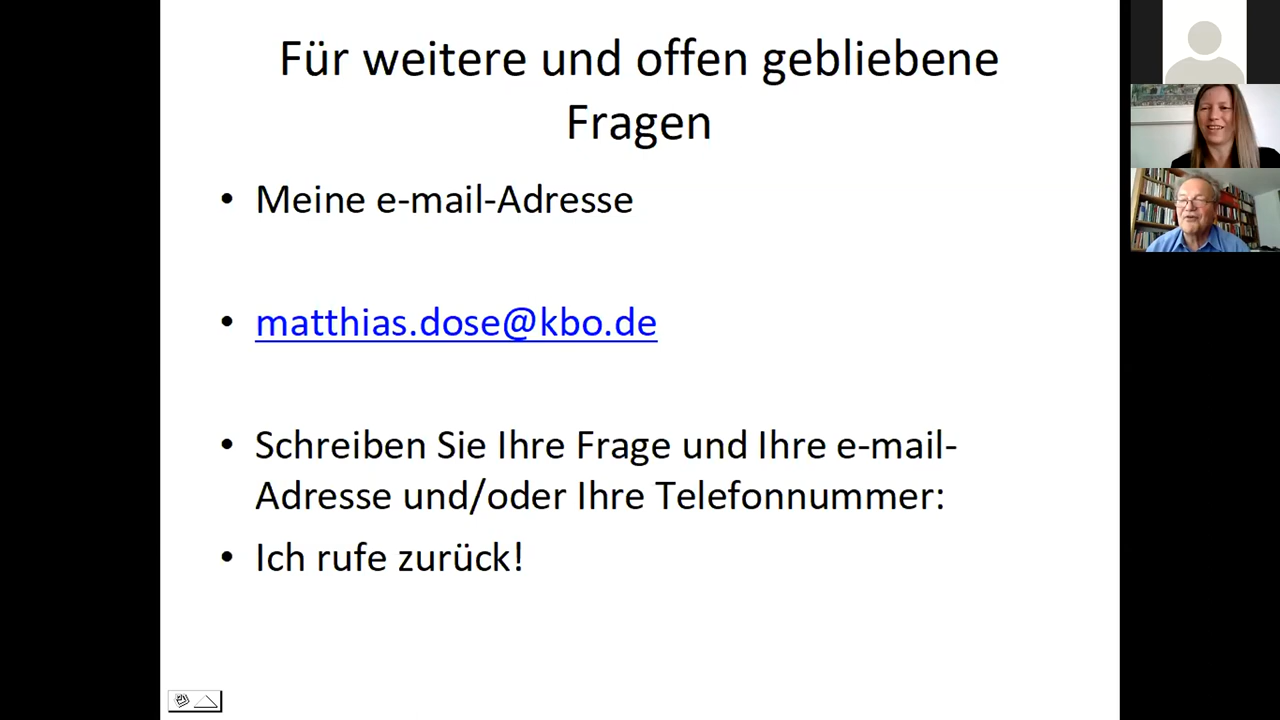 Für weitere und offen gebliebene
Fragen
• Meine e-mail-Adresse
• matthias.dose@kbo.de
• Schreiben Sie Ihre Frage und Ihre e-mail-
Adresse und/oder Ihre Telefonnummer:
• Ich rufe zurück!